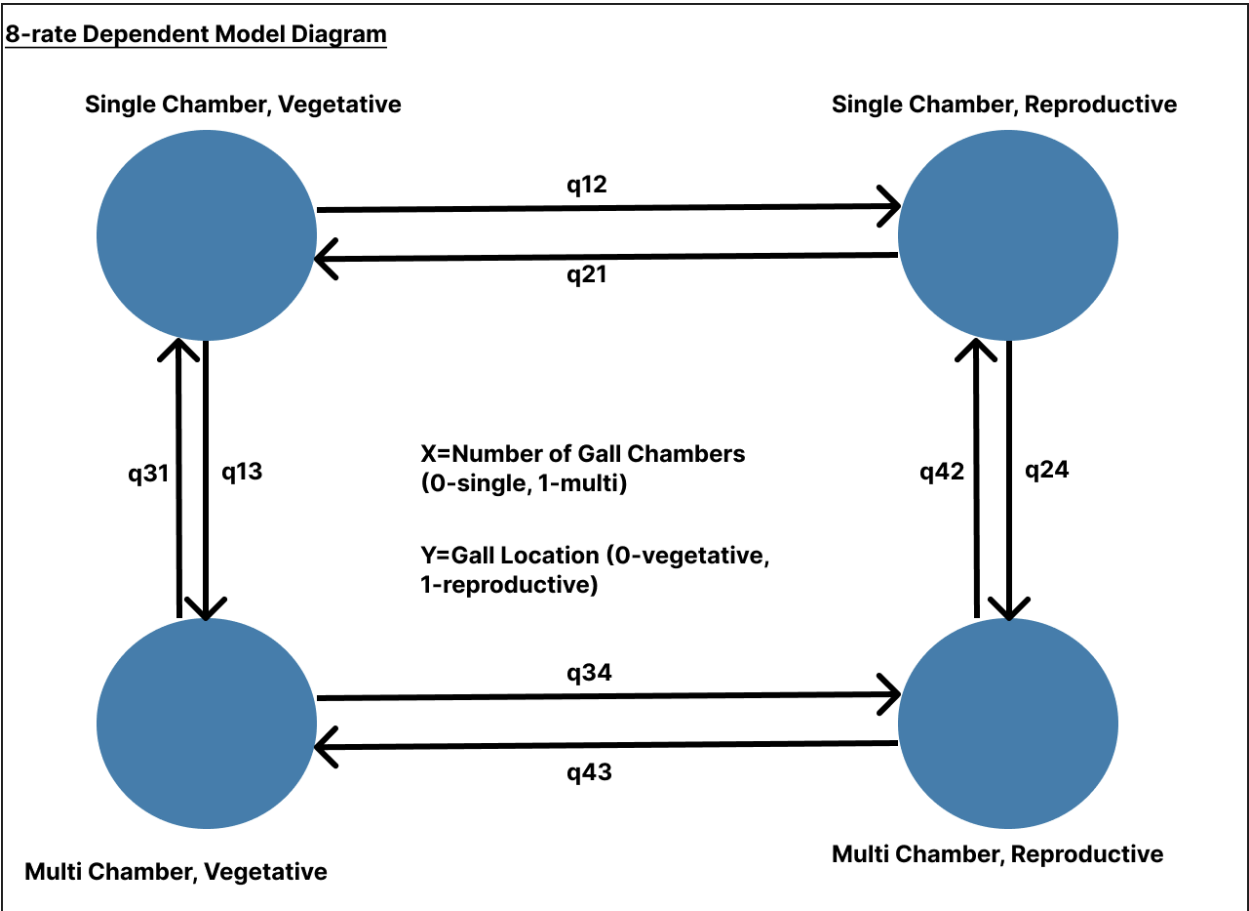 8-rate Dependent Model Diagram
Single Chamber, Vegetative
Single Chamber, Reproductive
q12
q21
q31
q13
X=Number of Gall Chambers
(0-single, 1-multi)
Y=Gall Location (0-vegetative,
1-reproductive)
q42
q24
q34
q43
Multi Chamber, Vegetative
Multi Chamber, Reproductive